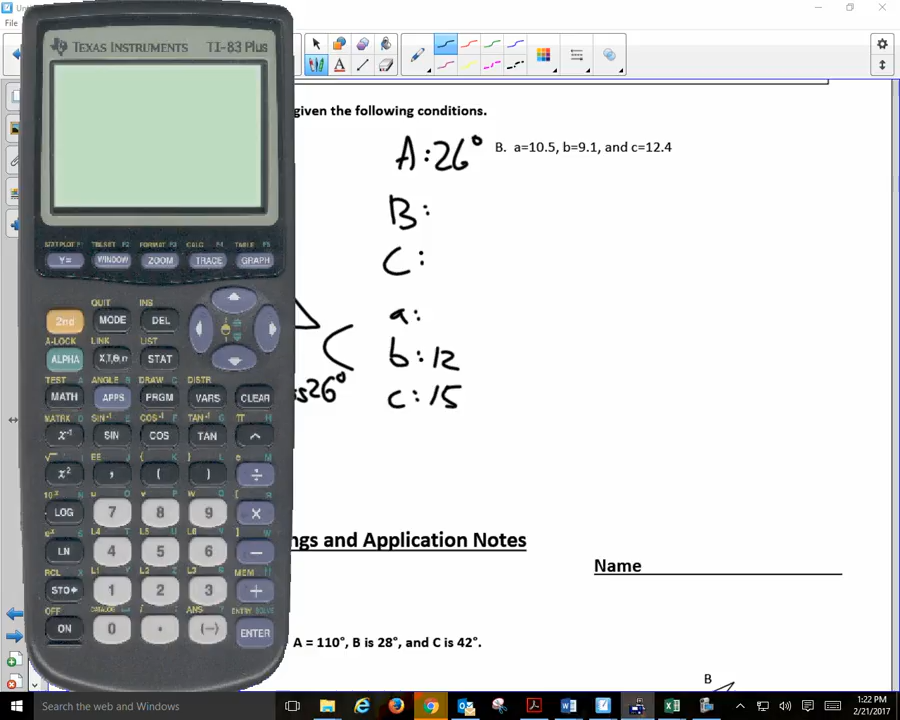 Un
File
TEXAS INSTRUMENTS TI-83 Plus
STAT PLOT F1 TBLSET F2 FORMAT F3 CALC F4 TABLE F5
Y= WINDOW ZOOM TRACE GRAPH
QUIT INS
2nd MODE DEL
A-LOCK LINK LIST
ALPHA X,T,Θ,n STAT
TEST A ANGLE B DRAW C DISTR
MATH APPS PRGM VARS CLEAR
MATRX D SIN⁻¹ E COS⁻¹ F TAN⁻¹ G π H
x⁻¹ SIN COS TAN ^
√ I EE J { K } L e M
x² , ( ) ÷
10ˣ N u O v P w Q [ R
LOG 7 8 9 ×
eˣ S L4 T L5 U L6 V ] W
LN 4 5 6 −
RCL X L1 Y L2 Z L3 θ MEM "
STO▸ 1 2 3 +
OFF CATALOG i : ANS ? ENTRY SOLVE
ON 0 . (−) ENTER
given the following conditions.
A: 26°
B:
C:
a:
b: 12
c: 15
C
os26°
B. a=10.5, b=9.1, and c=12.4
ngs and Application Notes
Name
A = 110°, B is 28°, and C is 42°.
B
Search the web and Windows
1:22 PM
2/21/2017